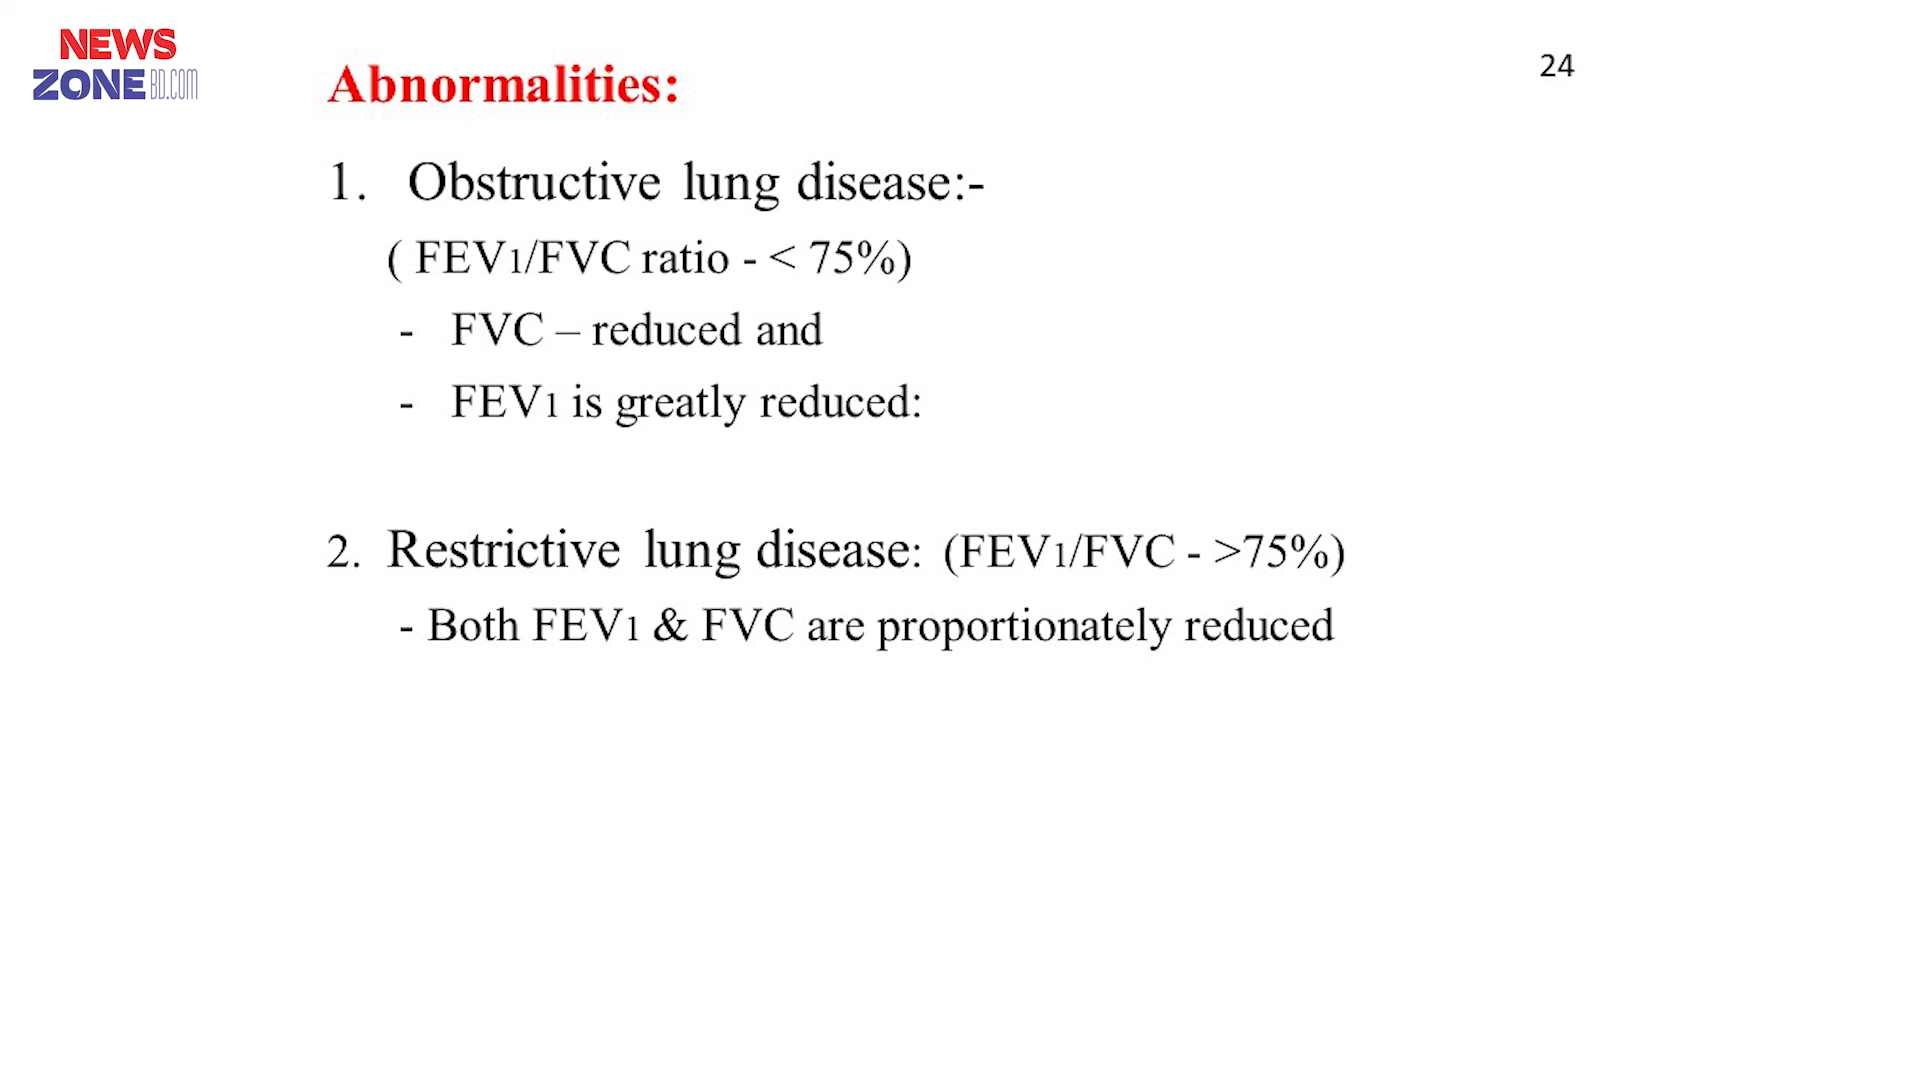 NEWS
ZONE BD.COM
24
Abnormalities:
1. Obstructive lung disease:-
( FEV1/FVC ratio - < 75%)
- FVC – reduced and
- FEV1 is greatly reduced:
2. Restrictive lung disease: (FEV1/FVC - >75%)
- Both FEV1 & FVC are proportionately reduced